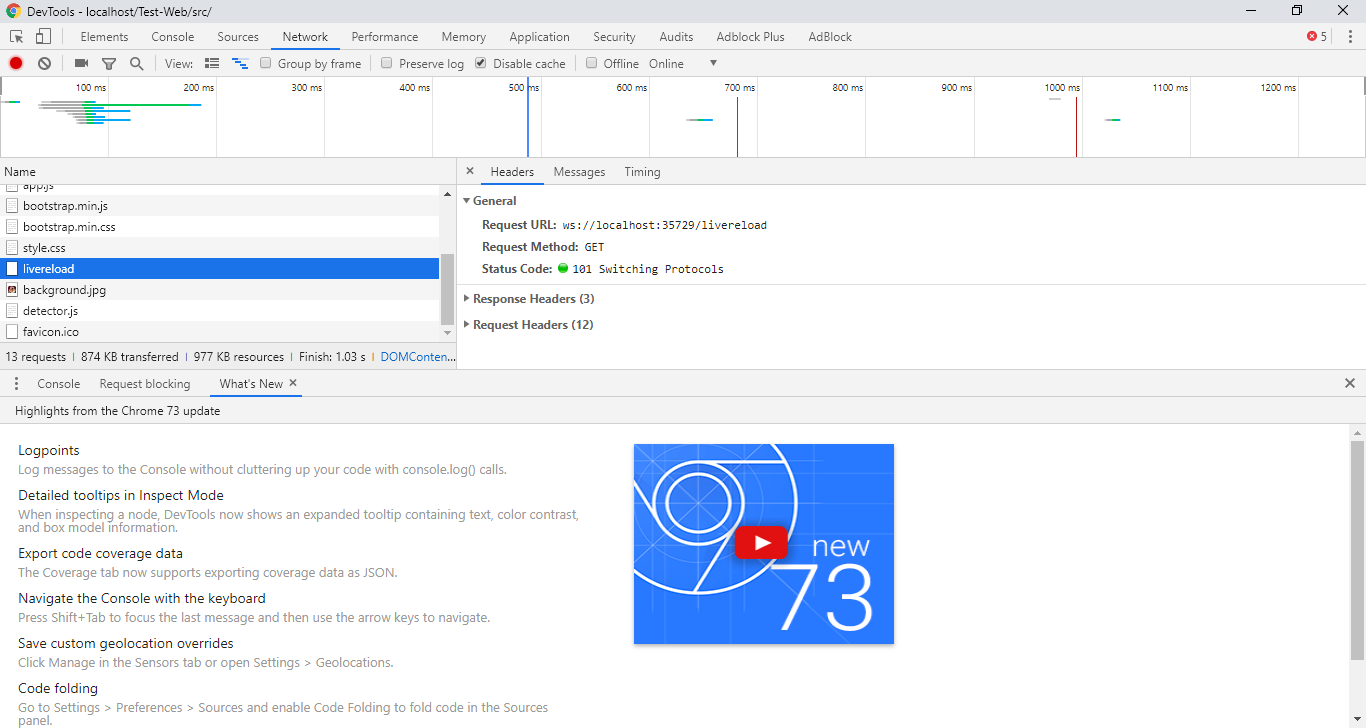 DevTools - localhost/Test-Web/src/
Elements Console Sources Network Performance Memory Application Security Audits Adblock Plus AdBlock 5
View: Group by frame Preserve log Disable cache Offline Online
100 ms 200 ms 300 ms 400 ms 500 ms 600 ms 700 ms 800 ms 900 ms 1000 ms 1100 ms 1200 ms
Name
app.js
bootstrap.min.js
bootstrap.min.css
style.css
livereload
background.jpg
detector.js
favicon.ico
13 requests | 874 KB transferred | 977 KB resources | Finish: 1.03 s | DOMConten...
Headers Messages Timing
General
Request URL: ws://localhost:35729/livereload
Request Method: GET
Status Code: 101 Switching Protocols
Response Headers (3)
Request Headers (12)
Console Request blocking What's New
Highlights from the Chrome 73 update
Logpoints
Log messages to the Console without cluttering up your code with console.log() calls.
Detailed tooltips in Inspect Mode
When inspecting a node, DevTools now shows an expanded tooltip containing text, color contrast,
and box model information.
Export code coverage data
The Coverage tab now supports exporting coverage data as JSON.
Navigate the Console with the keyboard
Press Shift+Tab to focus the last message and then use the arrow keys to navigate.
Save custom geolocation overrides
Click Manage in the Sensors tab or open Settings > Geolocations.
Code folding
Go to Settings > Preferences > Sources and enable Code Folding to fold code in the Sources
panel.
new
73